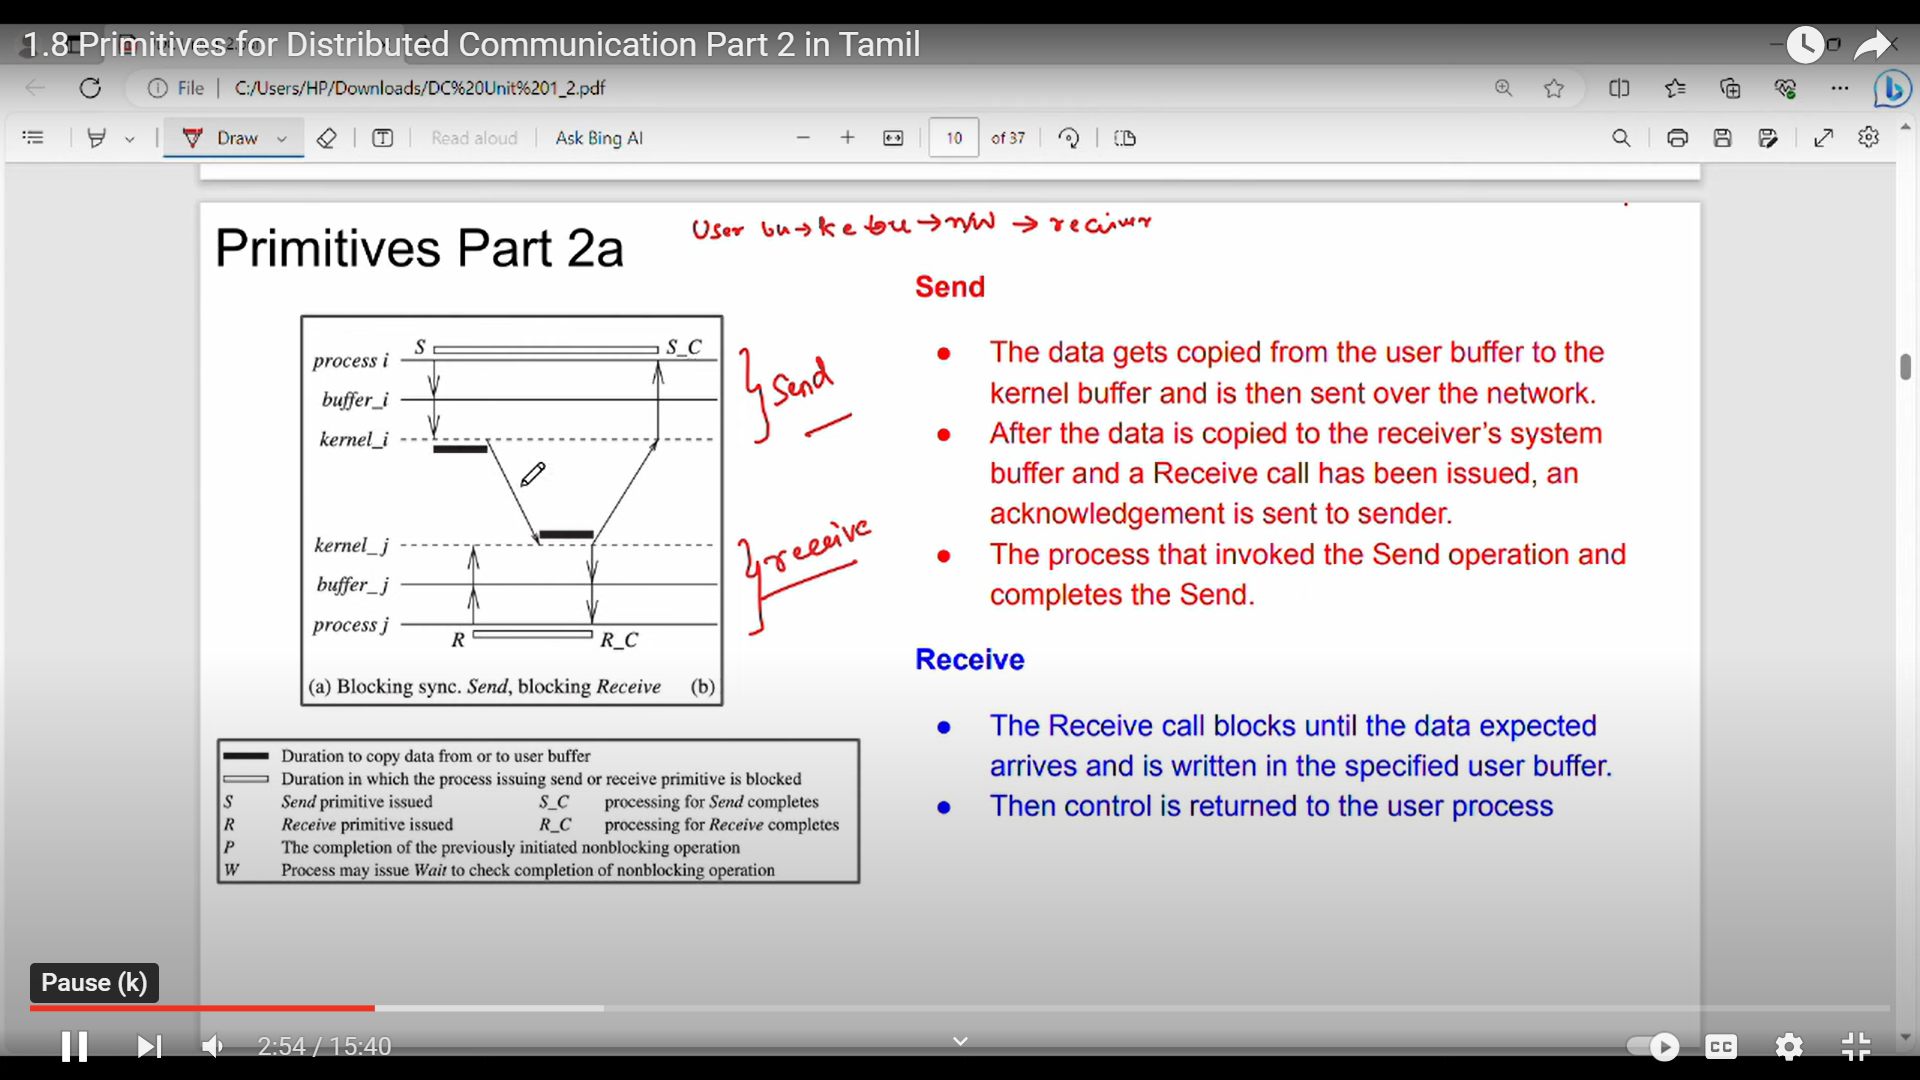 1.8 Primitives for Distributed Communication Part 2 in Tamil
File
C:/Users/HP/Downloads/DC%20Unit%201_2.pdf
Draw
Read aloud
Ask Bing AI
10 of 37
Primitives Part 2a
User bu → ke bu → n/w → reciver
S S_C
process i
buffer_i
kernel_i
kernel_j
buffer_j
process j
R R_C
(a) Blocking sync. Send, blocking Receive (b)
Send
receive
Duration to copy data from or to user buffer
Duration in which the process issuing send or receive primitive is blocked
S Send primitive issued S_C processing for Send completes
R Receive primitive issued R_C processing for Receive completes
P The completion of the previously initiated nonblocking operation
W Process may issue Wait to check completion of nonblocking operation
Send
● The data gets copied from the user buffer to the
kernel buffer and is then sent over the network.
● After the data is copied to the receiver’s system
buffer and a Receive call has been issued, an
acknowledgement is sent to sender.
● The process that invoked the Send operation and
completes the Send.
Receive
● The Receive call blocks until the data expected
arrives and is written in the specified user buffer.
● Then control is returned to the user process
Pause (k)
2:54 / 15:40
CC